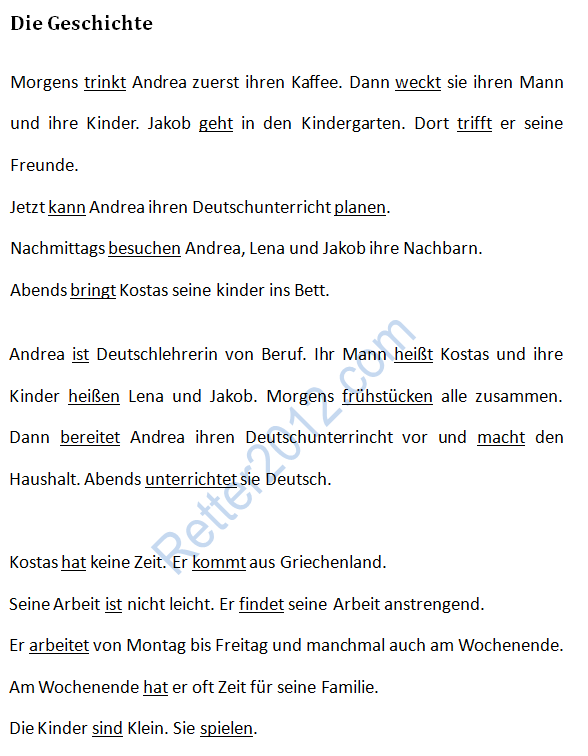 Die Geschichte
Morgens trinkt Andrea zuerst ihren Kaffee. Dann weckt sie ihren Mann
und ihre Kinder. Jakob geht in den Kindergarten. Dort trifft er seine
Freunde.
Jetzt kann Andrea ihren Deutschunterricht planen.
Nachmittags besuchen Andrea, Lena und Jakob ihre Nachbarn.
Abends bringt Kostas seine kinder ins Bett.
Andrea ist Deutschlehrerin von Beruf. Ihr Mann heißt Kostas und ihre
Kinder heißen Lena und Jakob. Morgens frühstücken alle zusammen.
Dann bereitet Andrea ihren Deutschunterrincht vor und macht den
Haushalt. Abends unterrichtet sie Deutsch.
Kostas hat keine Zeit. Er kommt aus Griechenland.
Seine Arbeit ist nicht leicht. Er findet seine Arbeit anstrengend.
Er arbeitet von Montag bis Freitag und manchmal auch am Wochenende.
Am Wochenende hat er oft Zeit für seine Familie.
Die Kinder sind Klein. Sie spielen.
Retter2012.com